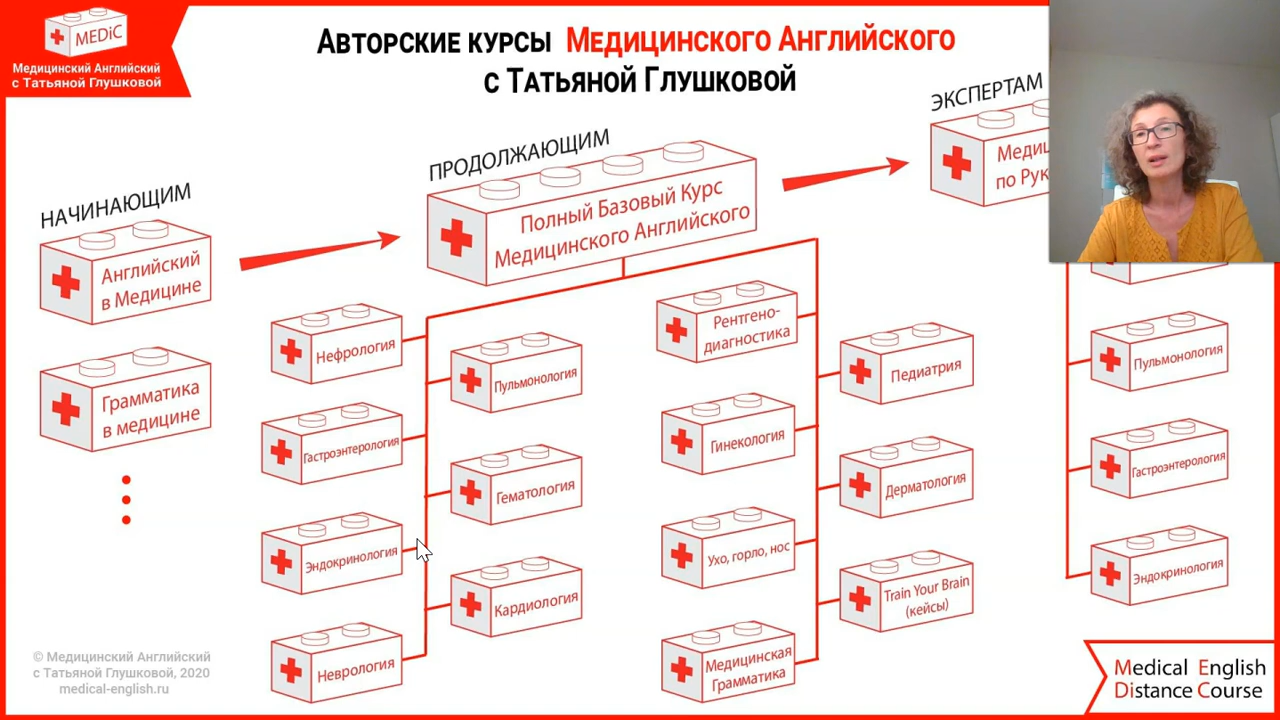 MEDiC
Медицинский Английский
с Татьяной Глушковой
Авторские курсы Медицинского Английского
с Татьяной Глушковой
НАЧИНАЮЩИМ
Английский
в Медицине
Грамматика
в медицине
ПРОДОЛЖАЮЩИМ
Полный Базовый Курс
Медицинского Английского
Нефрология
Пульмонология
Гастроэнтерология
Гематология
Эндокринология
Кардиология
Неврология
Рентгено-
диагностика
Педиатрия
Гинекология
Дерматология
Ухо, горло, нос
Train Your Brain
(кейсы)
Медицинская
Грамматика
ЭКСПЕРТАМ
по
Пульмонология
Гастроэнтерология
Эндокринология
© Медицинский Английский
с Татьяной Глушковой, 2020
medical-english.ru
Medical English
Distance Course